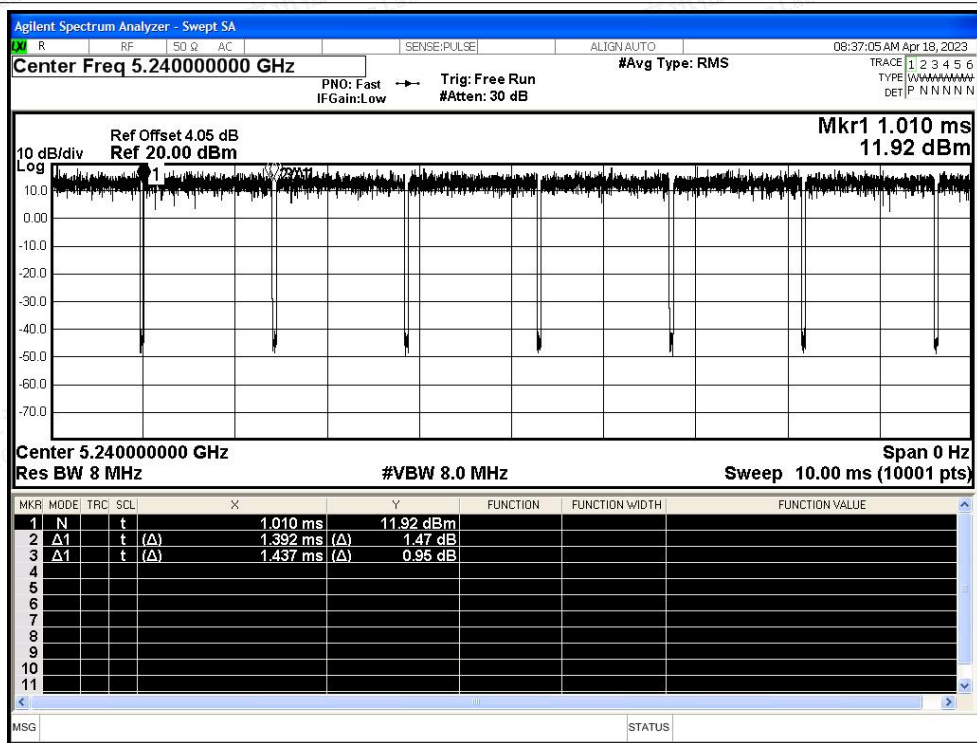 Agilent Spectrum Analyzer - Swept SA
LXI R RF 50 Ω AC SENSE:PULSE ALIGN AUTO 08:37:05 AM Apr 18, 2023
Center Freq 5.240000000 GHz #Avg Type: RMS TRACE 1 2 3 4 5 6
PNO: Fast Trig: Free Run TYPE WWWWWW
IFGain:Low #Atten: 30 dB DET P N N N N N
Mkr1 1.010 ms
Ref Offset 4.05 dB
10 dB/div Ref 20.00 dBm 11.92 dBm
Log
1
10.0
0.00
-10.0
-20.0
-30.0
-40.0
-50.0
-60.0
-70.0
Center 5.240000000 GHz Span 0 Hz
Res BW 8 MHz #VBW 8.0 MHz Sweep 10.00 ms (10001 pts)
MKR MODE TRC SCL X Y FUNCTION FUNCTION WIDTH FUNCTION VALUE
1 N t 1.010 ms 11.92 dBm
2 Δ1 t (Δ) 1.392 ms (Δ) 1.47 dB
3 Δ1 t (Δ) 1.437 ms (Δ) 0.95 dB
4
5
6
7
8
9
10
11
MSG STATUS